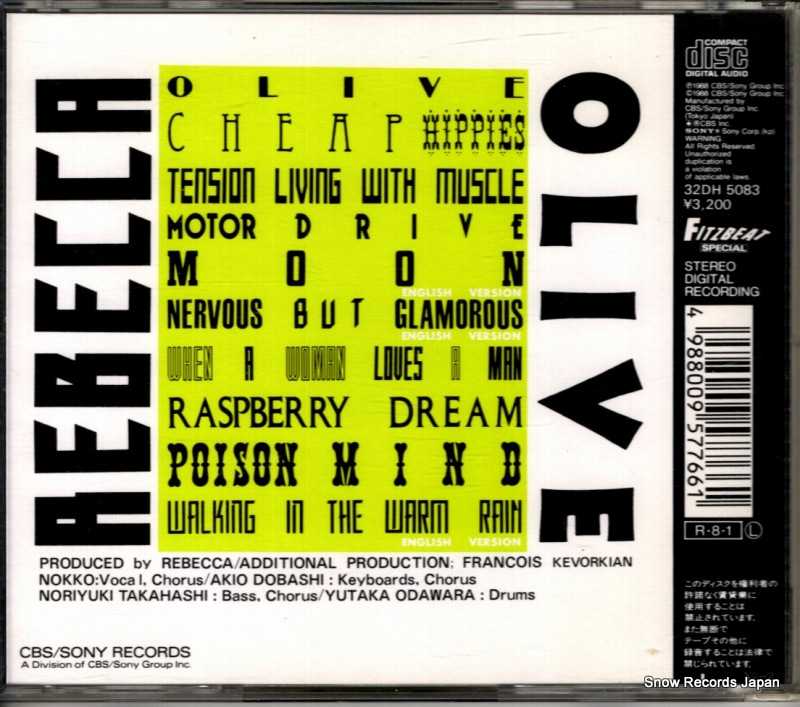 REBECCA
OLIVE
CHEAP HIPPIES
TENSION LIVING WITH MUSCLE
MOTOR DRIVE
MOON
ENGLISH VERSION
NERVOUS BUT GLAMOROUS
ENGLISH VERSION
WHEN A WOMAN LOVES A MAN
RASPBERRY DREAM
POISON MIND
WALKING IN THE WARM RAIN
ENGLISH VERSION
OLIVE
PRODUCED by REBECCA/ADDITIONAL PRODUCTION; FRANCOIS KEVORKIAN
NOKKO:Vocal, Chorus/AKIO DOBASHI : Keyboards, Chorus
NORIYUKI TAKAHASHI : Bass, Chorus/YUTAKA ODAWARA : Drums
CBS/SONY RECORDS
A Division of CBS/Sony Group Inc.
COMPACT
disc
DIGITAL AUDIO
℗1988 CBS/Sony Group Inc.
©1988 CBS/Sony Group Inc.
Manufactured by
CBS/Sony Group Inc.
(Tokyo Japan)
®CBS Inc.
SONY® Sony Corp. (kp)
WARNING
All Rights Reserved.
Unauthorized
duplication is
a violation
of applicable laws.
32DH 5083
¥3,200
FITZBEAT
SPECIAL
STEREO
DIGITAL
RECORDING
4 988009 577661
R·8·1 Ⓛ
このディスクを権利者の
許諾なく賃貸業に
使用することは
禁止されています。
また無断で
テープその他に
録音することは法律で
禁じられています。
Snow Records Japan